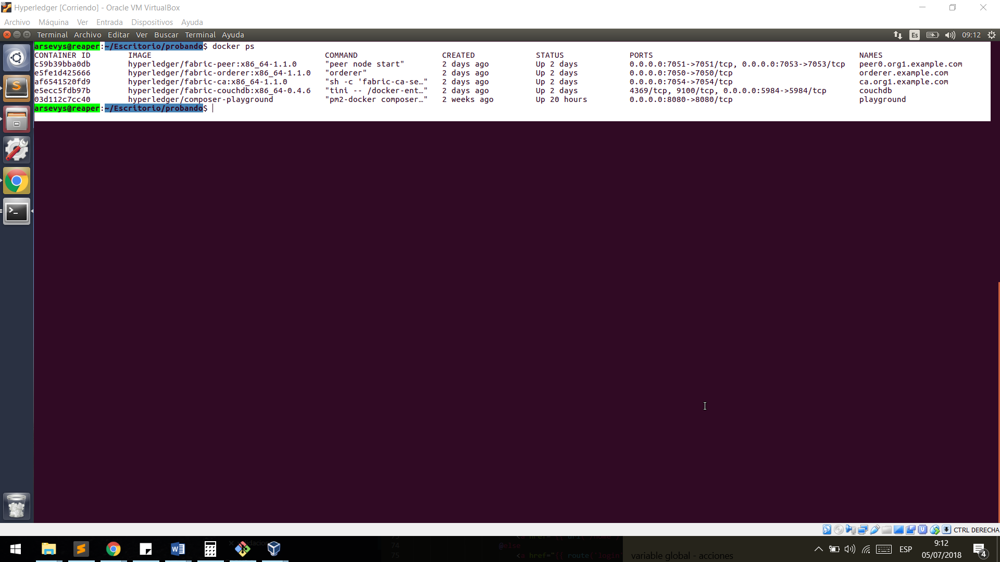 Hyperledger [Corriendo] - Oracle VM VirtualBox
Archivo Máquina Ver Entrada Dispositivos Ayuda
Terminal Archivo Editar Ver Buscar Terminal Ayuda Es 09:12
arsevys@reaper:~/Escritorio/probando$ docker ps
CONTAINER ID IMAGE COMMAND CREATED STATUS PORTS NAMES
c59b39bba0db hyperledger/fabric-peer:x86_64-1.1.0 "peer node start" 2 days ago Up 2 days 0.0.0.0:7051->7051/tcp, 0.0.0.0:7053->7053/tcp peer0.org1.example.com
e5fe1d425666 hyperledger/fabric-orderer:x86_64-1.1.0 "orderer" 2 days ago Up 2 days 0.0.0.0:7050->7050/tcp orderer.example.com
af6541520fd9 hyperledger/fabric-ca:x86_64-1.1.0 "sh -c 'fabric-ca-se…" 2 days ago Up 2 days 0.0.0.0:7054->7054/tcp ca.org1.example.com
e5ecc5fdb97b hyperledger/fabric-couchdb:x86_64-0.4.6 "tini -- /docker-ent…" 2 days ago Up 2 days 4369/tcp, 9100/tcp, 0.0.0.0:5984->5984/tcp couchdb
03d112c7cc40 hyperledger/composer-playground "pm2-docker composer…" 2 weeks ago Up 20 hours 0.0.0.0:8080->8080/tcp playground
arsevys@reaper:~/Escritorio/probando$
CTRL DERECHA
74 @else
75 <a href="{{ route('login'
variable global - acciones
ESP
9:12
05/07/2018
4